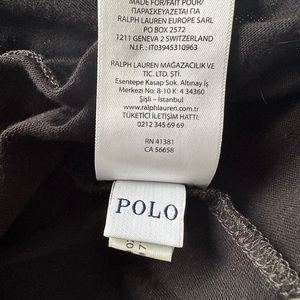 MADE FOR/FAIT POUR/
ΠΑΡΑΣΚΕΥΑΖΕΤΑΙ ΓΙΑ
RALPH LAUREN EUROPE SARL
PO BOX 2572
1211 GENEVA 2 SWITZERLAND
N.I.F.: IT03945310963
RALPH LAUREN MAĞAZACILIK VE
TİC. LTD. ŞTİ.
Esentepe Kasap Sok. Altınay İş
Merkezi No: 8-10 K: 4 34360
Şişli - İstanbul
www.ralphlauren.com.tr
TÜKETİCİ İLETİŞİM HATTI:
0212 345 69 69
RN 41381
CA 56658
POLO